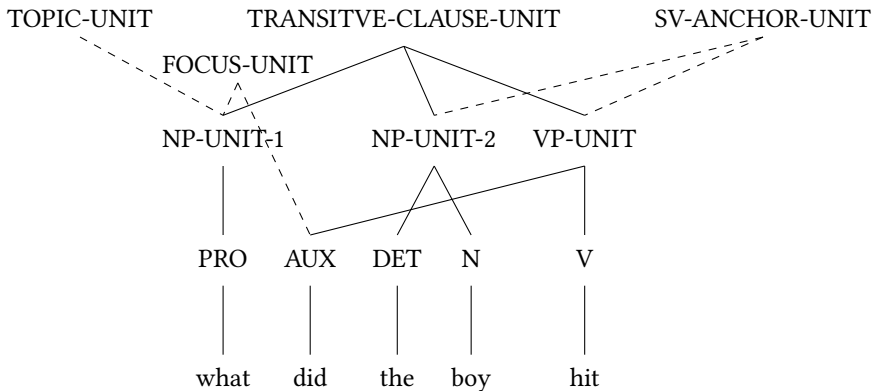 TOPIC-UNIT TRANSITVE-CLAUSE-UNIT SV-ANCHOR-UNIT
FOCUS-UNIT
NP-UNIT-1 NP-UNIT-2 VP-UNIT
PRO AUX DET N V
what did the boy hit